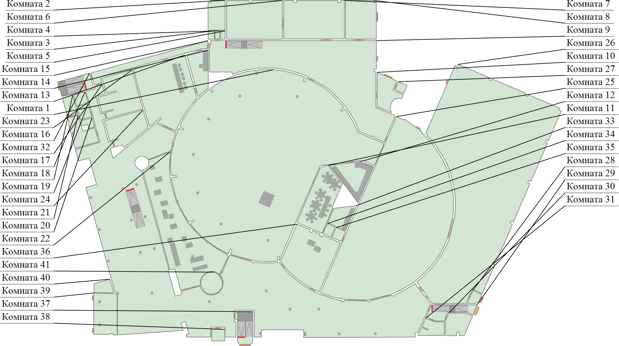 Комната 2
Комната 6
Комната 4
Комната 3
Комната 5
Комната 15
Комната 14
Комната 13
Комната 1
Комната 23
Комната 16
Комната 32
Комната 17
Комната 18
Комната 19
Комната 24
Комната 21
Комната 20
Комната 22
Комната 36
Комната 41
Комната 40
Комната 39
Комната 37
Комната 38
Комната 7
Комната 8
Комната 9
Комната 26
Комната 10
Комната 27
Комната 25
Комната 12
Комната 11
Комната 33
Комната 34
Комната 35
Комната 28
Комната 29
Комната 30
Комната 31